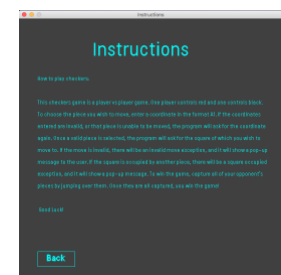 Instructions
Instructions
How to play checkers:
This checkers game is a player vs player game. One player controls red and one controls black.
To choose the piece you wish to move, enter a coordinate in the format A1. If the coordinates
entered are invalid, or that piece is unable to be moved, the program will ask for the coordinate
again. Once a valid piece is selected, the program will ask for the square of which you wish to
move to. If the move is invalid, there will be an invalid move exception, and it will show a pop-up
message to the user. If the square is occupied by another piece, there will be a square occupied
exception, and it will show a pop-up message. To win the game, capture all of your opponent's
pieces by jumping over them. Once they are all captured, you win the game!
Good luck!
Back